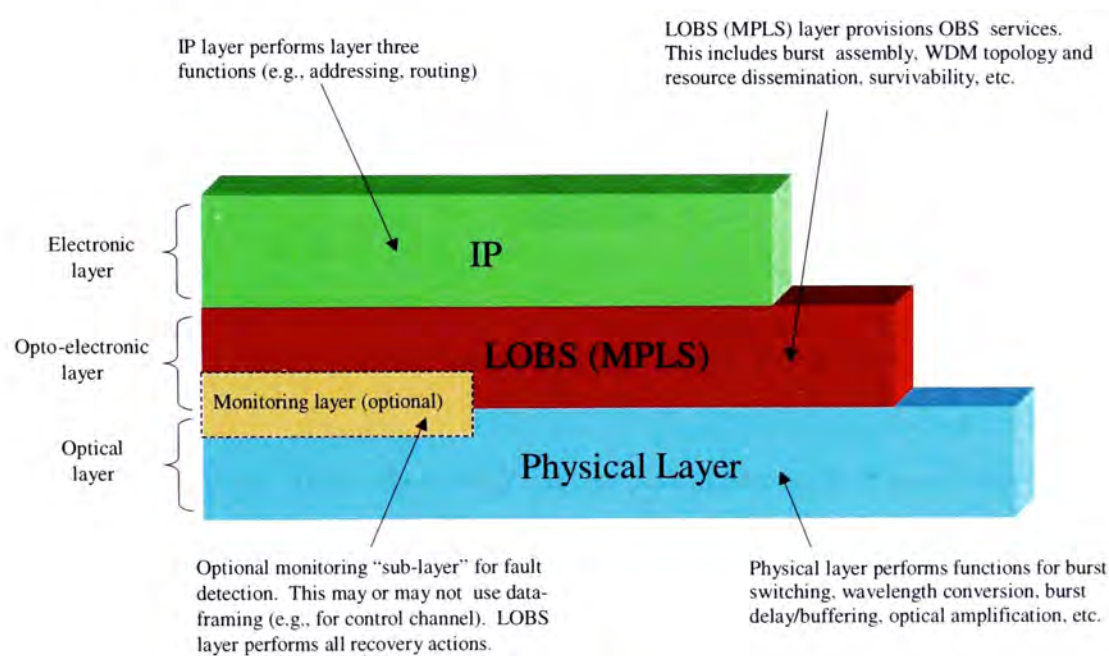 IP layer performs layer three
functions (e.g., addressing, routing)
LOBS (MPLS) layer provisions OBS services.
This includes burst assembly, WDM topology and
resource dissemination, survivability, etc.
Electronic
layer
IP
Opto-electronic
layer
LOBS (MPLS)
Monitoring layer (optional)
Optical
layer
Physical Layer
Optional monitoring “sub-layer” for fault
detection. This may or may not use data-
framing (e.g., for control channel). LOBS
layer performs all recovery actions.
Physical layer performs functions for burst
switching, wavelength conversion, burst
delay/buffering, optical amplification, etc.